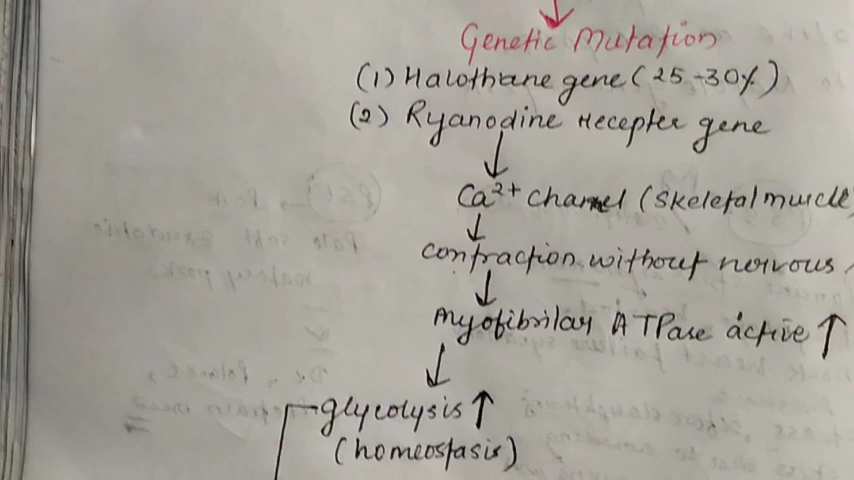 Genetic Mutation
(1) Halothane gene (25-30%)
(2) Ryanodine recepter gene
↓
Ca2+ channel (skeletal muscle
↓
contraction without nervous
↓
myofibrilar ATPase active ↑
↓
glycolysis ↑
(homeostasis)